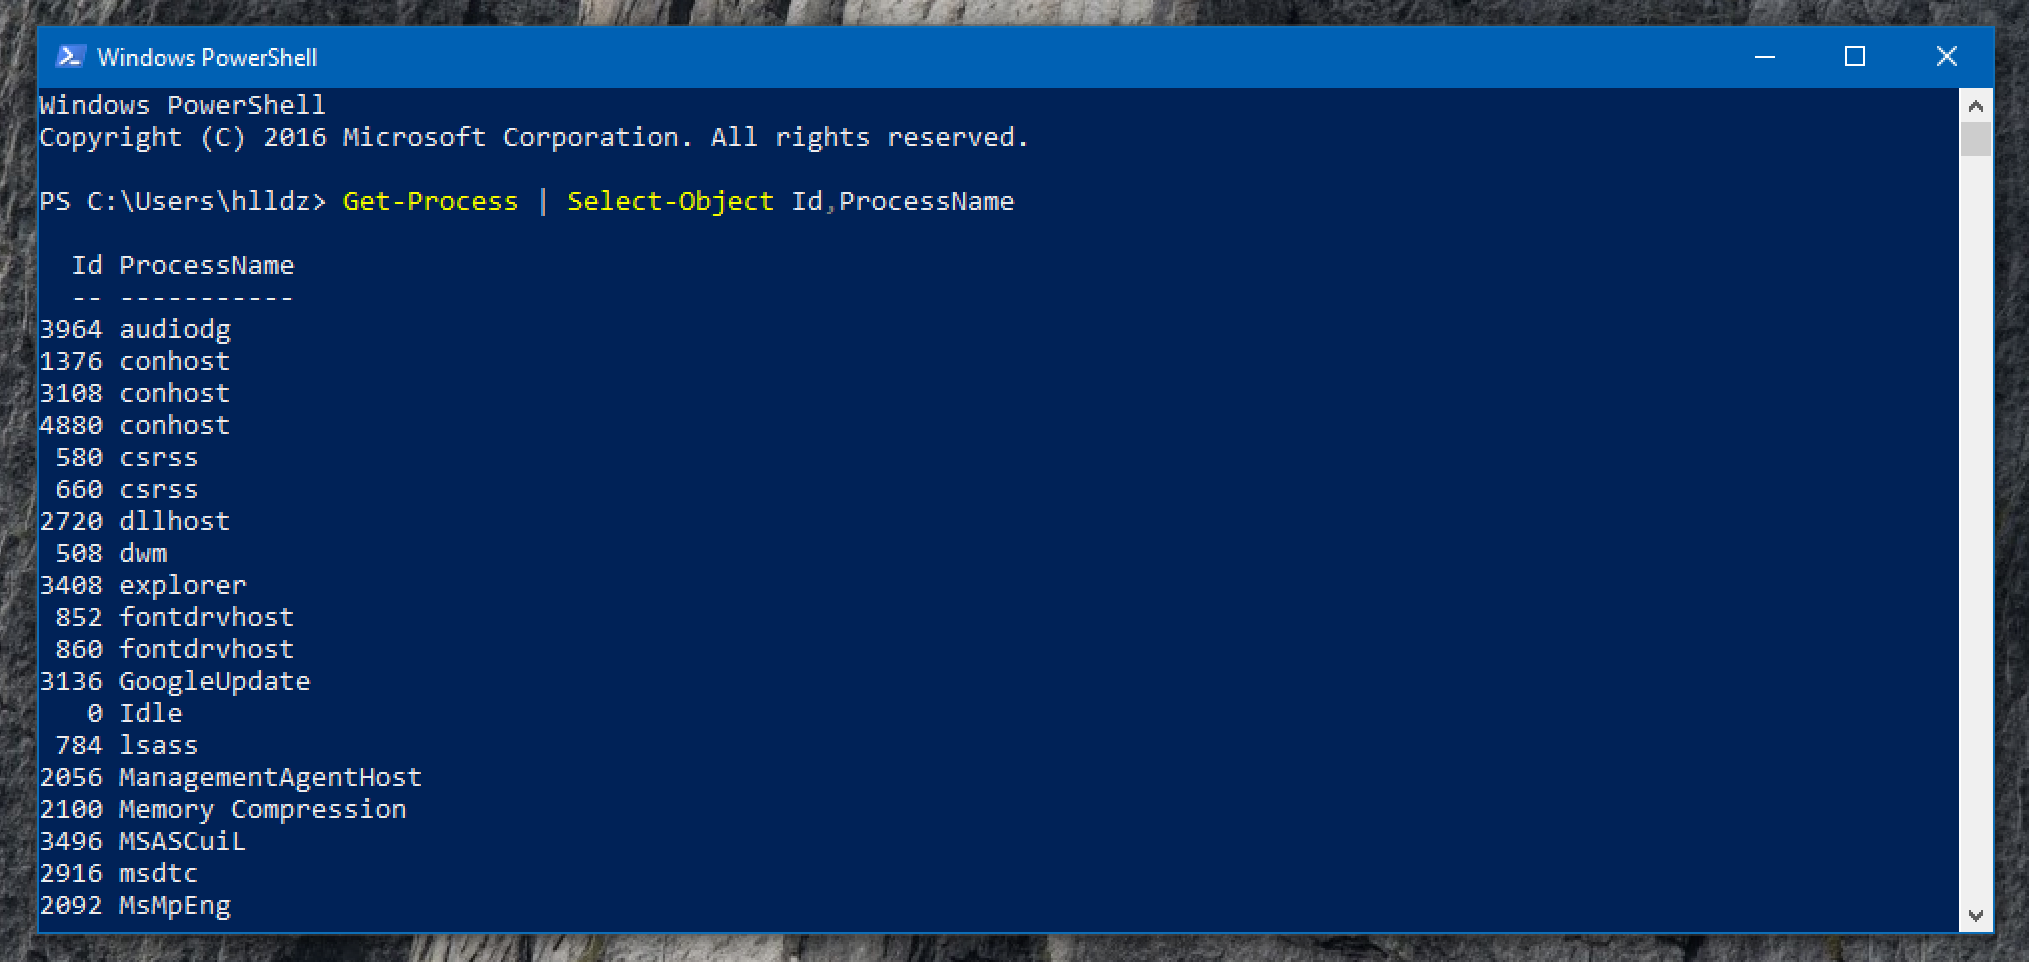 Windows PowerShell
Windows PowerShell
Copyright (C) 2016 Microsoft Corporation. All rights reserved.
PS C:\Users\hlldz> Get-Process | Select-Object Id,ProcessName
Id ProcessName
-- -----------
3964 audiodg
1376 conhost
3108 conhost
4880 conhost
580 csrss
660 csrss
2720 dllhost
508 dwm
3408 explorer
852 fontdrvhost
860 fontdrvhost
3136 GoogleUpdate
0 Idle
784 lsass
2056 ManagementAgentHost
2100 Memory Compression
3496 MSASCuiL
2916 msdtc
2092 MsMpEng